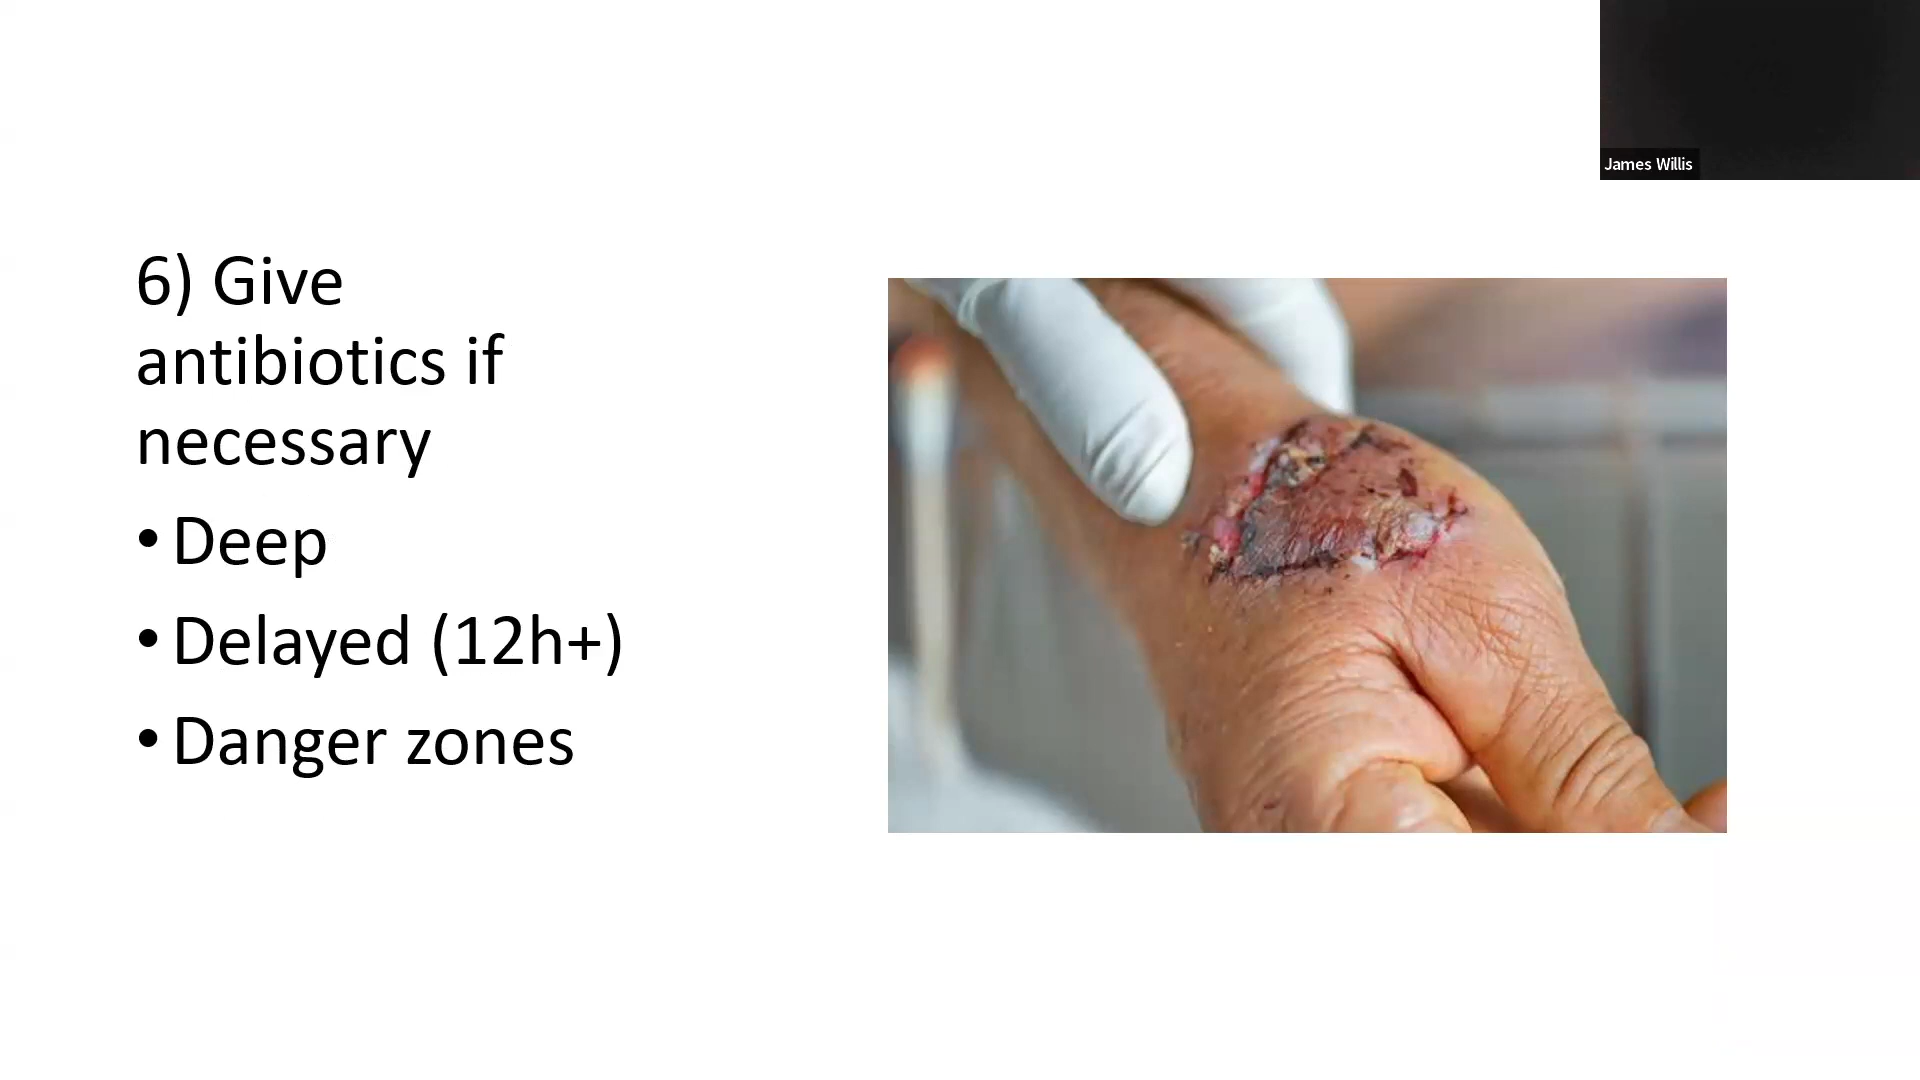 James Willis
6) Give
antibiotics if
necessary
• Deep
• Delayed (12h+)
• Danger zones